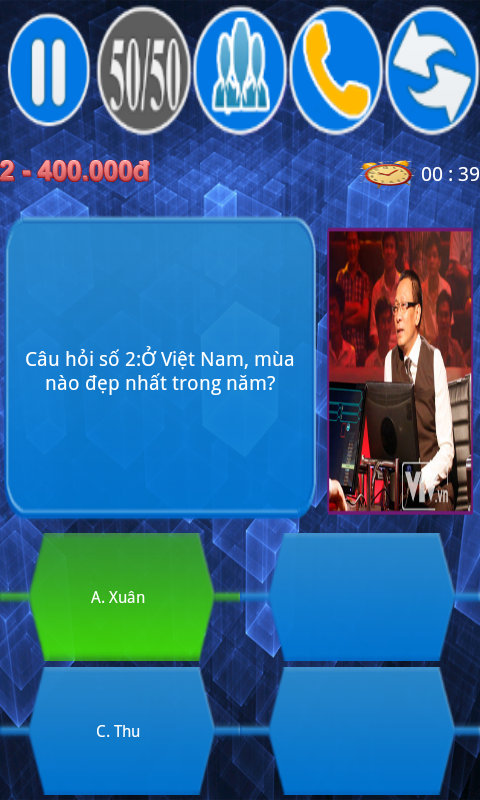 50/50
2 - 400.000đ
00 : 39
Câu hỏi số 2:Ở Việt Nam, mùa
nào đẹp nhất trong năm?
VTV.vn
A. Xuân
C. Thu